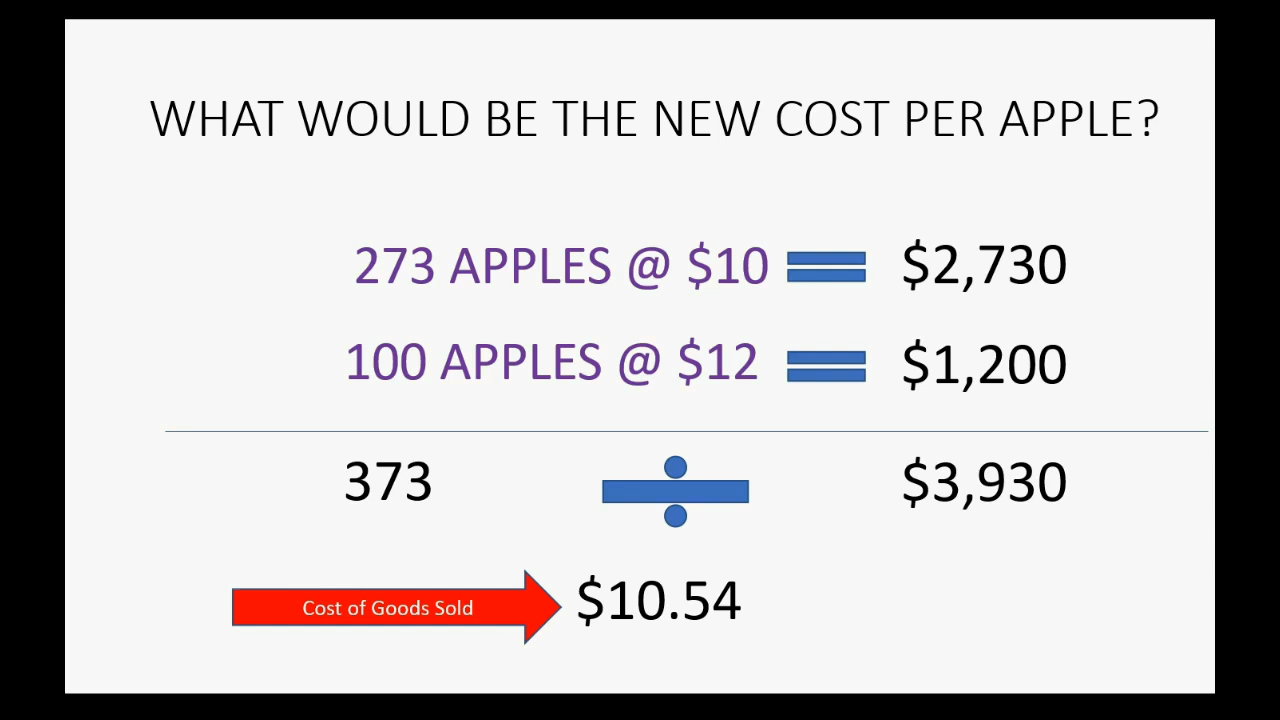 WHAT WOULD BE THE NEW COST PER APPLE?
273 APPLES @ $10 = $2,730
100 APPLES @ $12 = $1,200
373 ÷ $3,930
Cost of Goods Sold $10.54